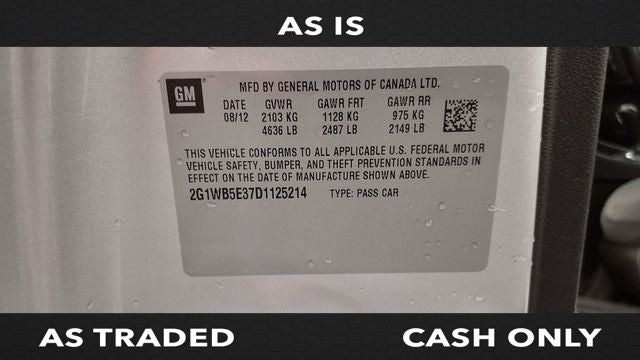 AS IS
GM
MFD BY GENERAL MOTORS OF CANADA LTD.
DATE GVWR GAWR FRT GAWR RR
08/12 2103 KG 1128 KG 975 KG
4636 LB 2487 LB 2149 LB
THIS VEHICLE CONFORMS TO ALL APPLICABLE U.S. FEDERAL MOTOR
VEHICLE SAFETY, BUMPER, AND THEFT PREVENTION STANDARDS IN
EFFECT ON THE DATE OF MANUFACTURE SHOWN ABOVE.
2G1WB5E37D1125214 TYPE: PASS CAR
AS TRADED CASH ONLY